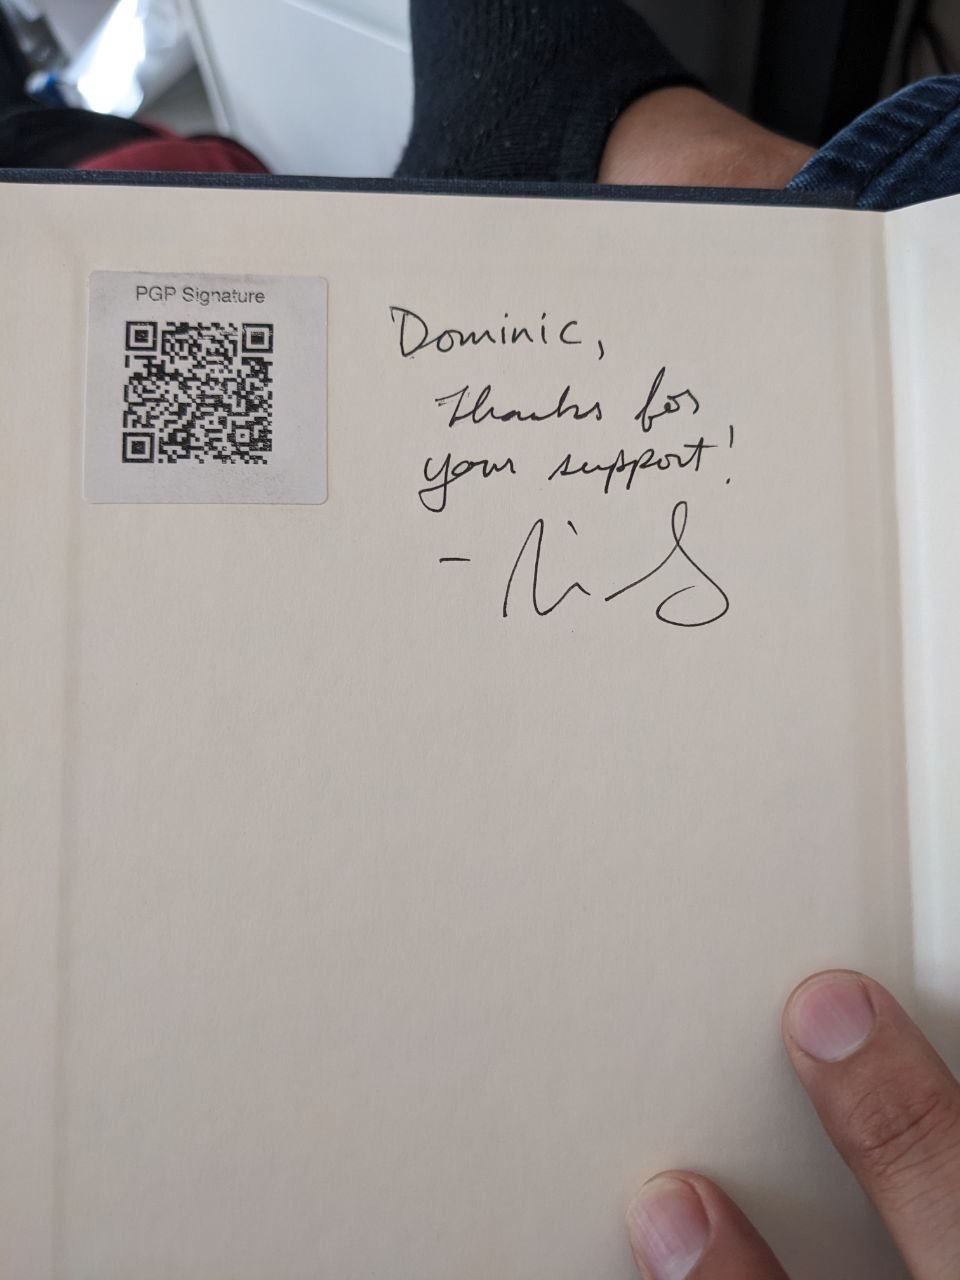 PGP Signature
Dominic,
Thanks for
your support!